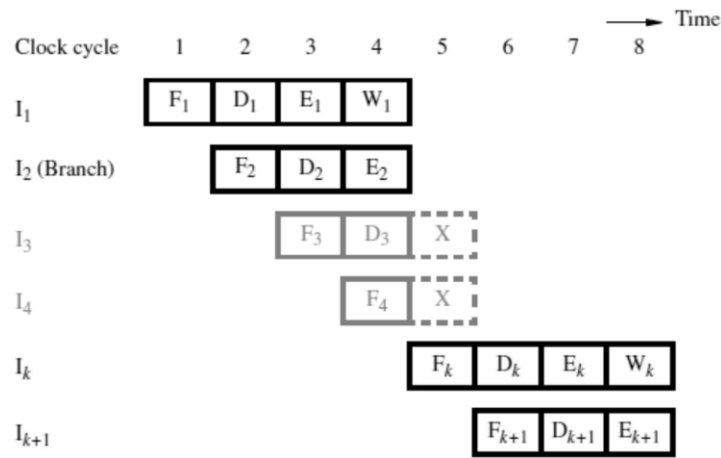 Time
Clock cycle 1 2 3 4 5 6 7 8
I₁ F₁ D₁ E₁ W₁
I₂ (Branch) F₂ D₂ E₂
I₃ F₃ D₃ X
I₄ F₄ X
Iₖ Fₖ Dₖ Eₖ Wₖ
Iₖ₊₁ Fₖ₊₁ Dₖ₊₁ Eₖ₊₁